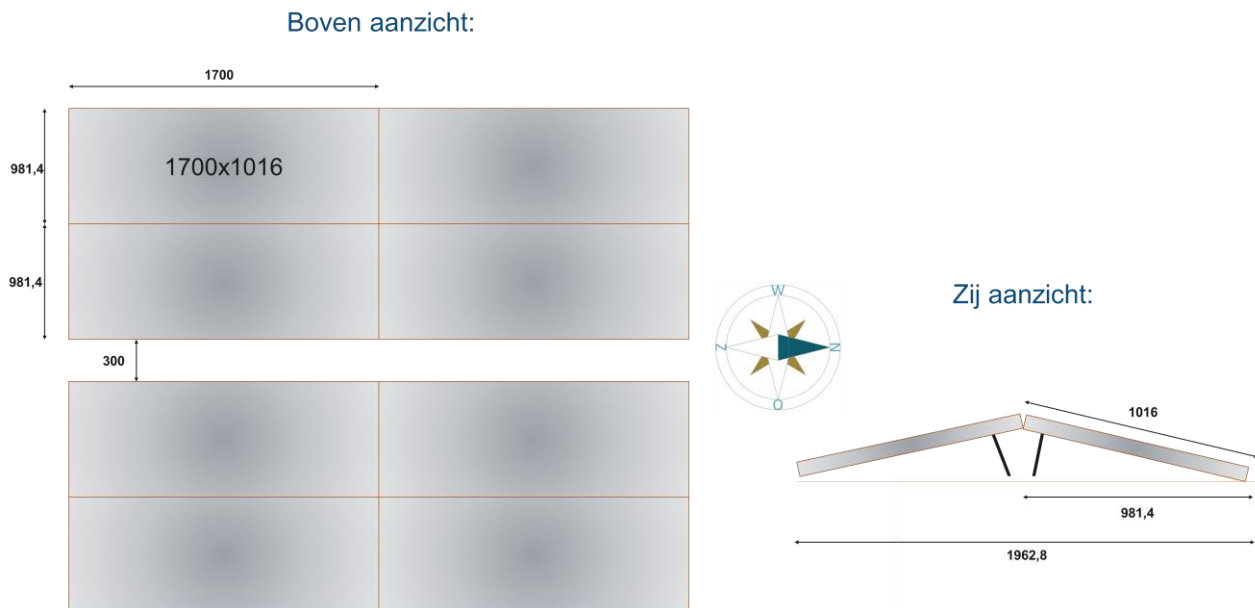 Boven aanzicht:
1700
981,4
1700x1016
981,4
300
W
Z
N
O
Zij aanzicht:
1016
981,4
1962,8